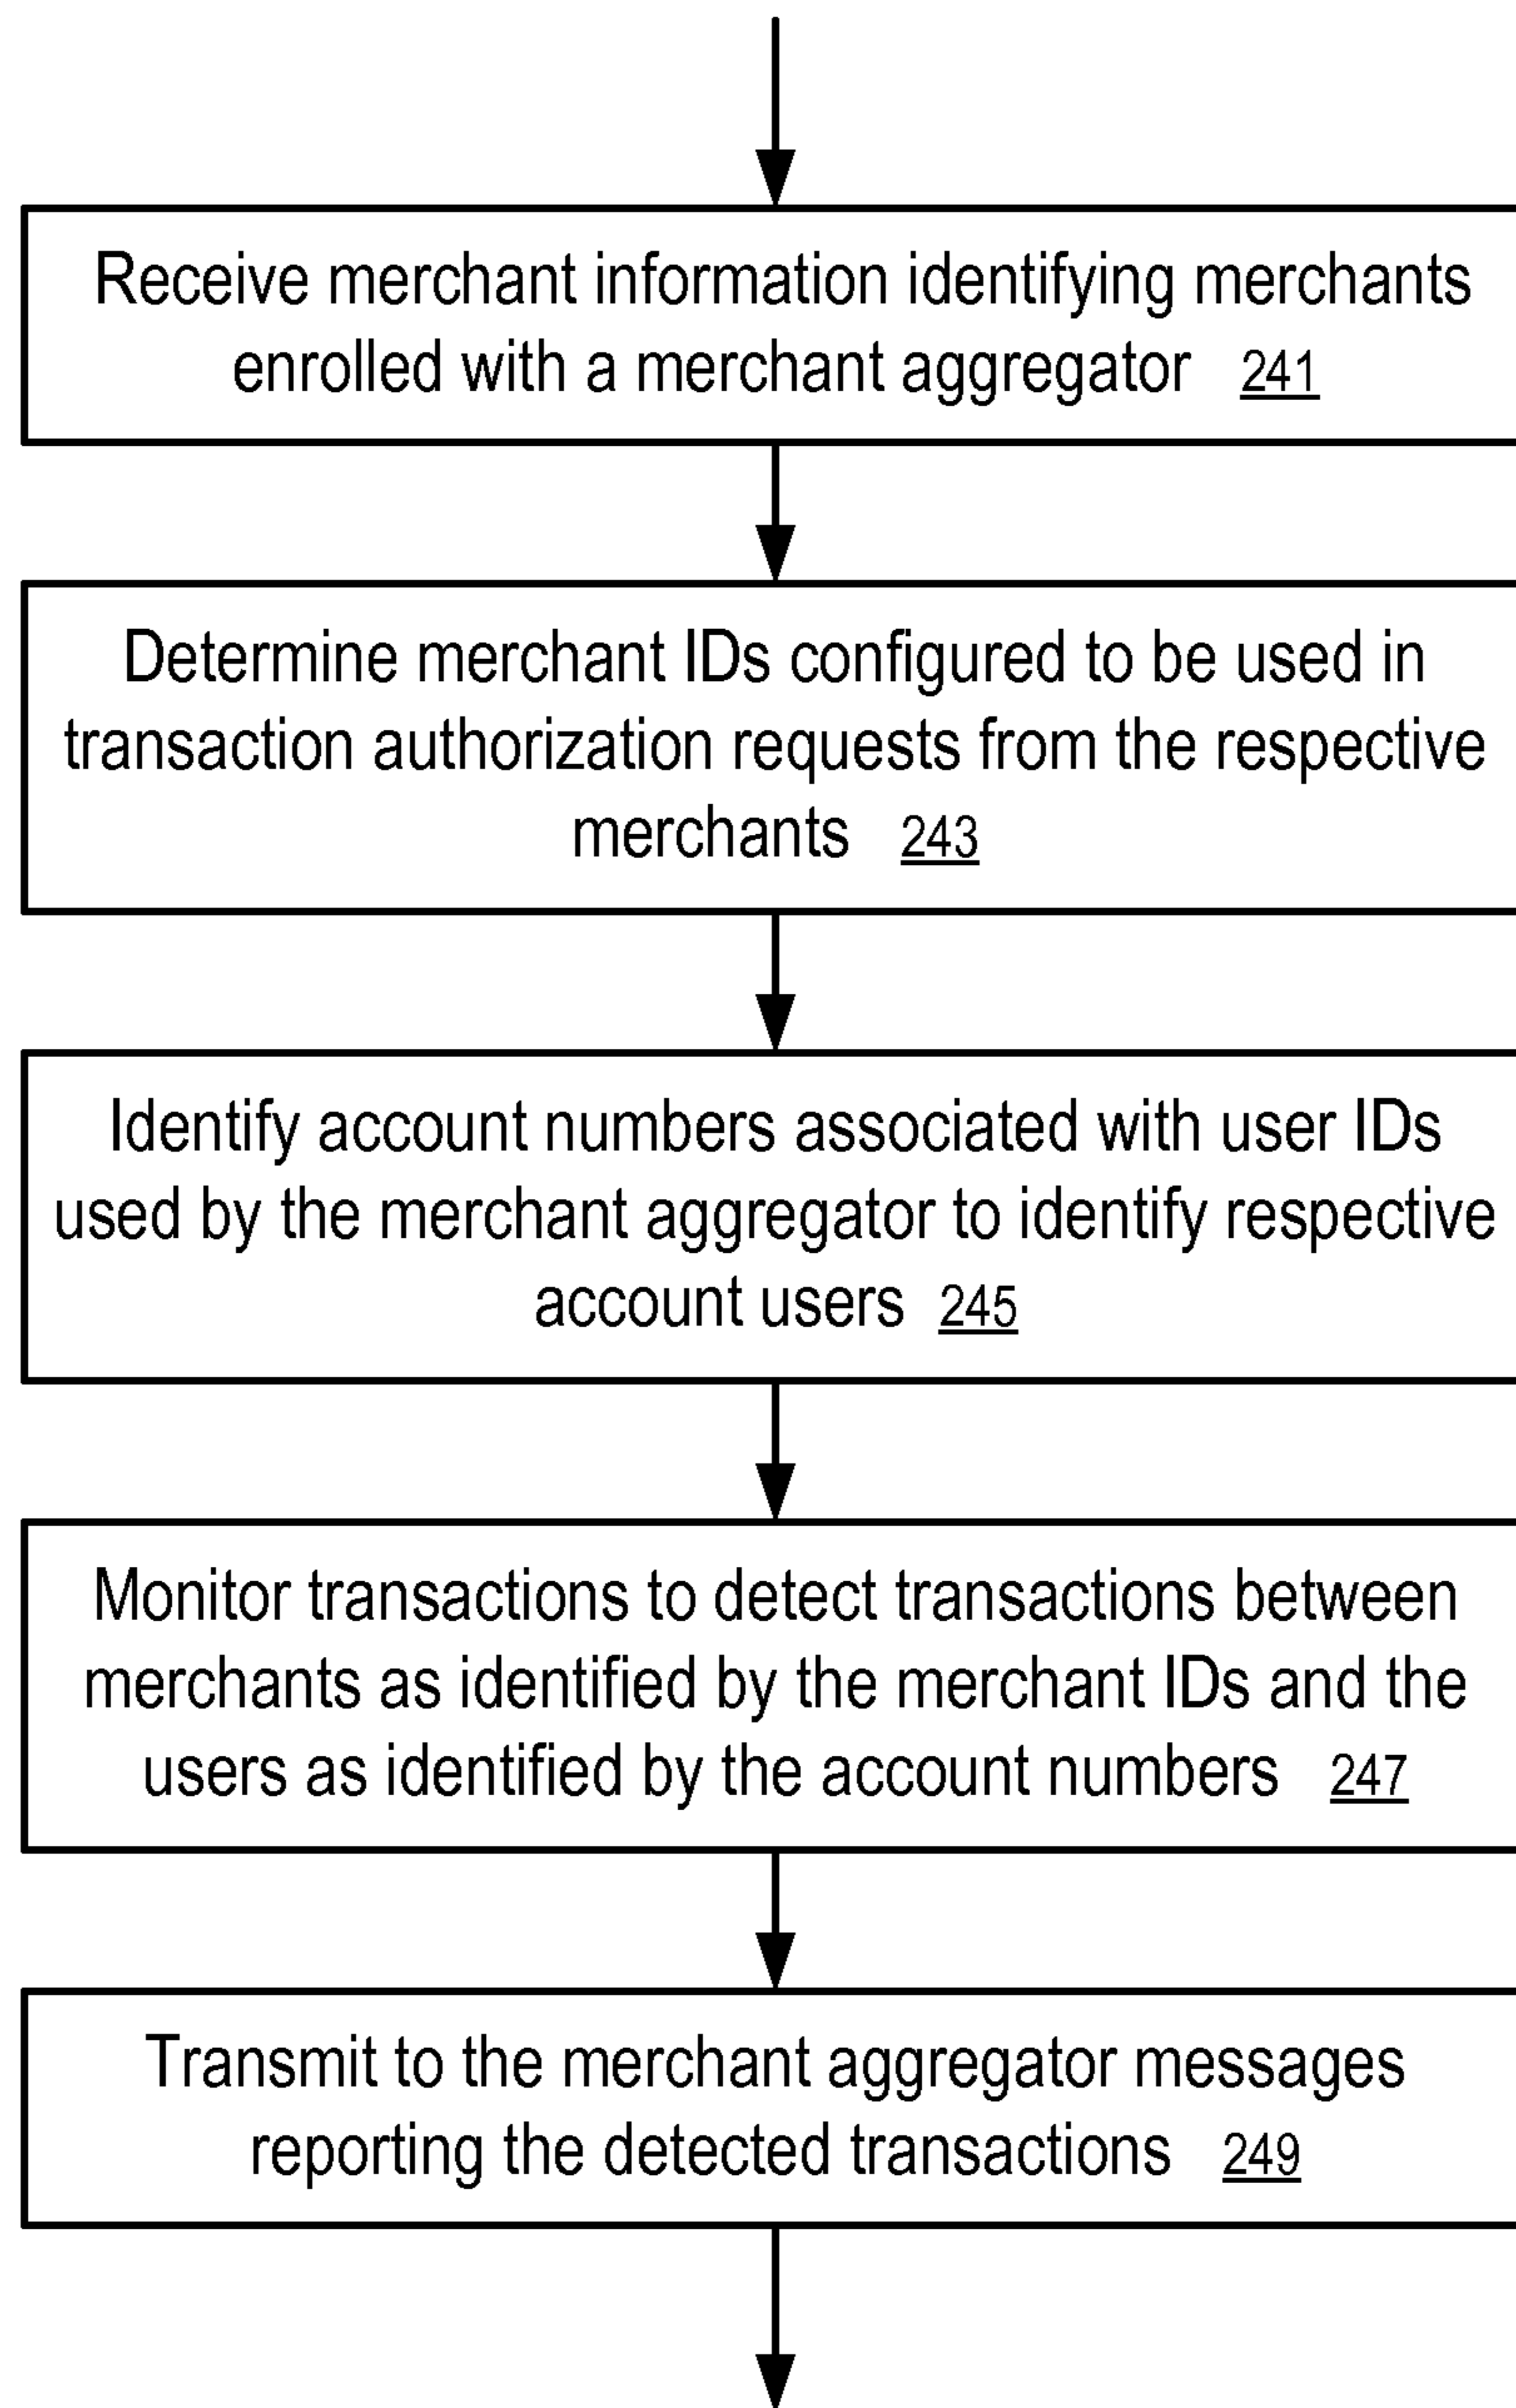 Receive merchant information identifying merchants
enrolled with a merchant aggregator 241
Determine merchant IDs configured to be used in
transaction authorization requests from the respective
merchants 243
Identify account numbers associated with user IDs
used by the merchant aggregator to identify respective
account users 245
Monitor transactions to detect transactions between
merchants as identified by the merchant IDs and the
users as identified by the account numbers 247
Transmit to the merchant aggregator messages
reporting the detected transactions 249